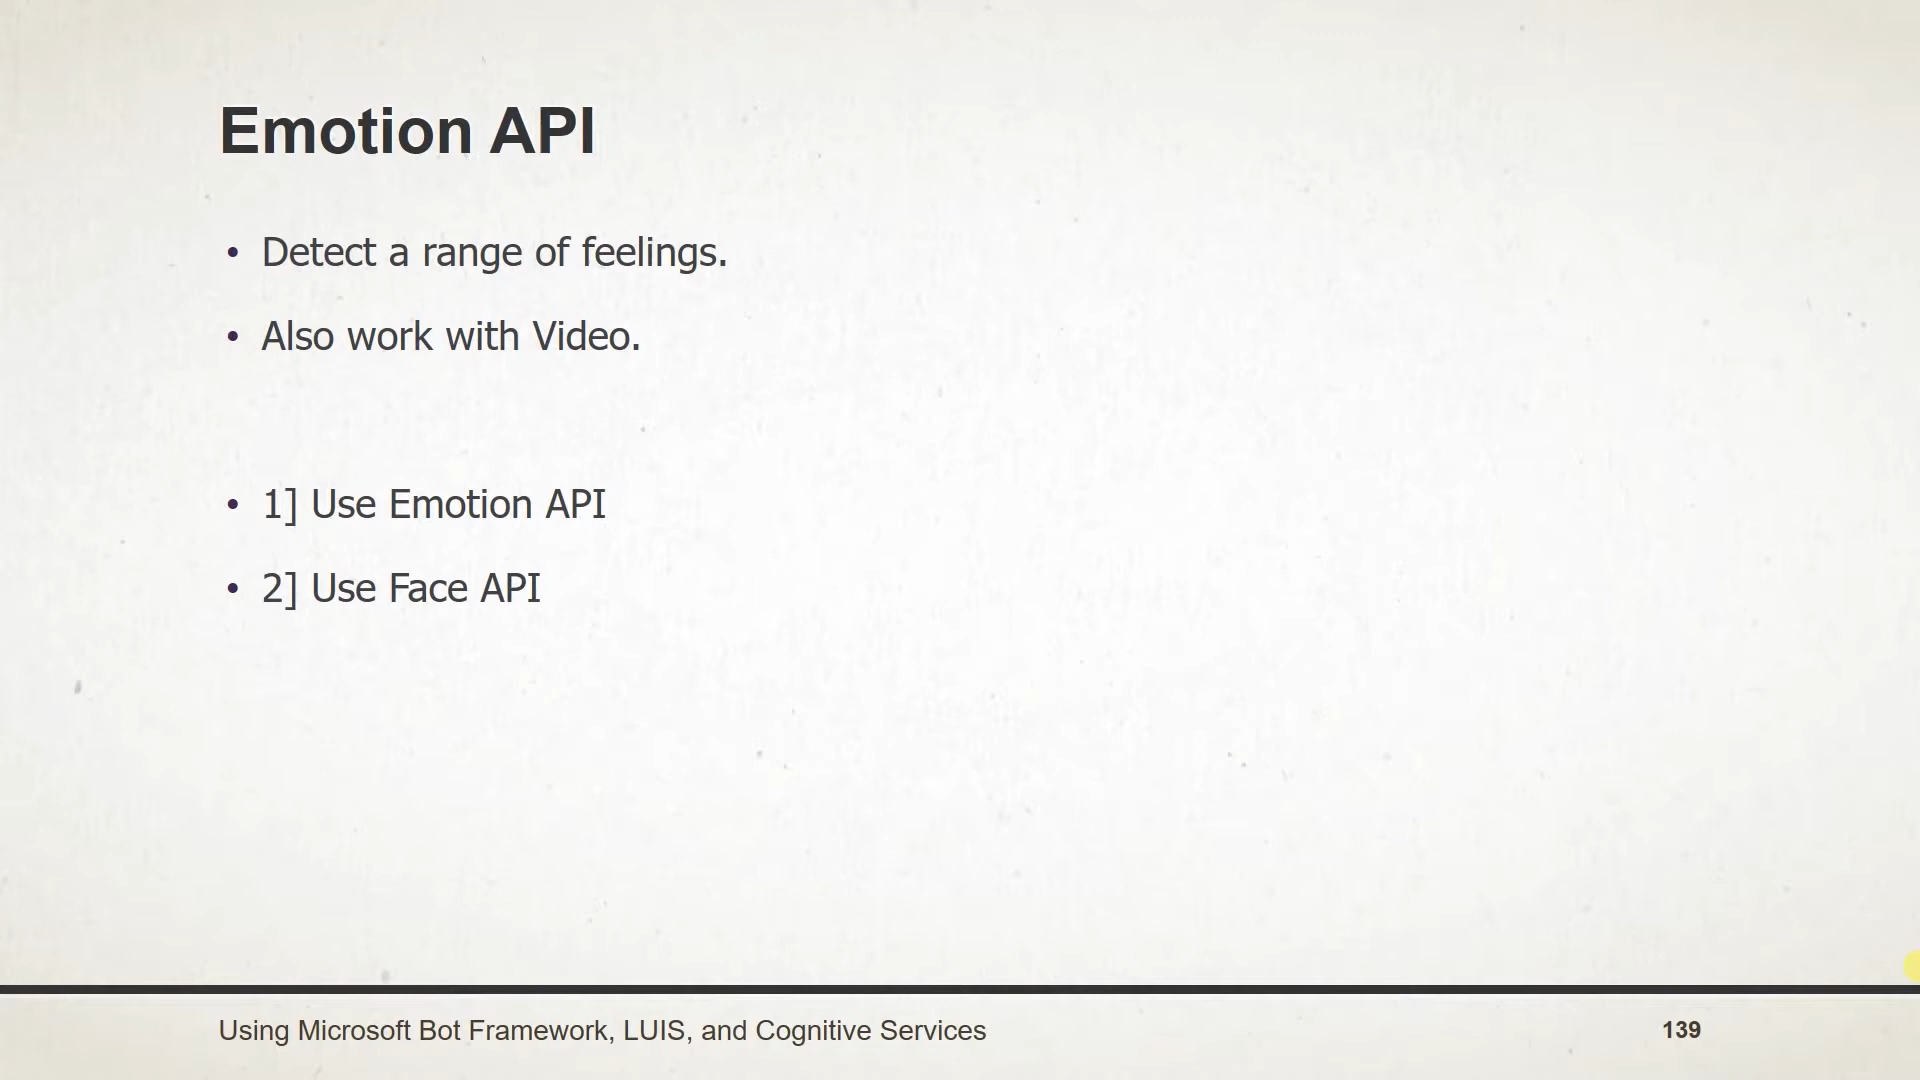 Emotion API
• Detect a range of feelings.
• Also work with Video.
• 1] Use Emotion API
• 2] Use Face API
Using Microsoft Bot Framework, LUIS, and Cognitive Services
139